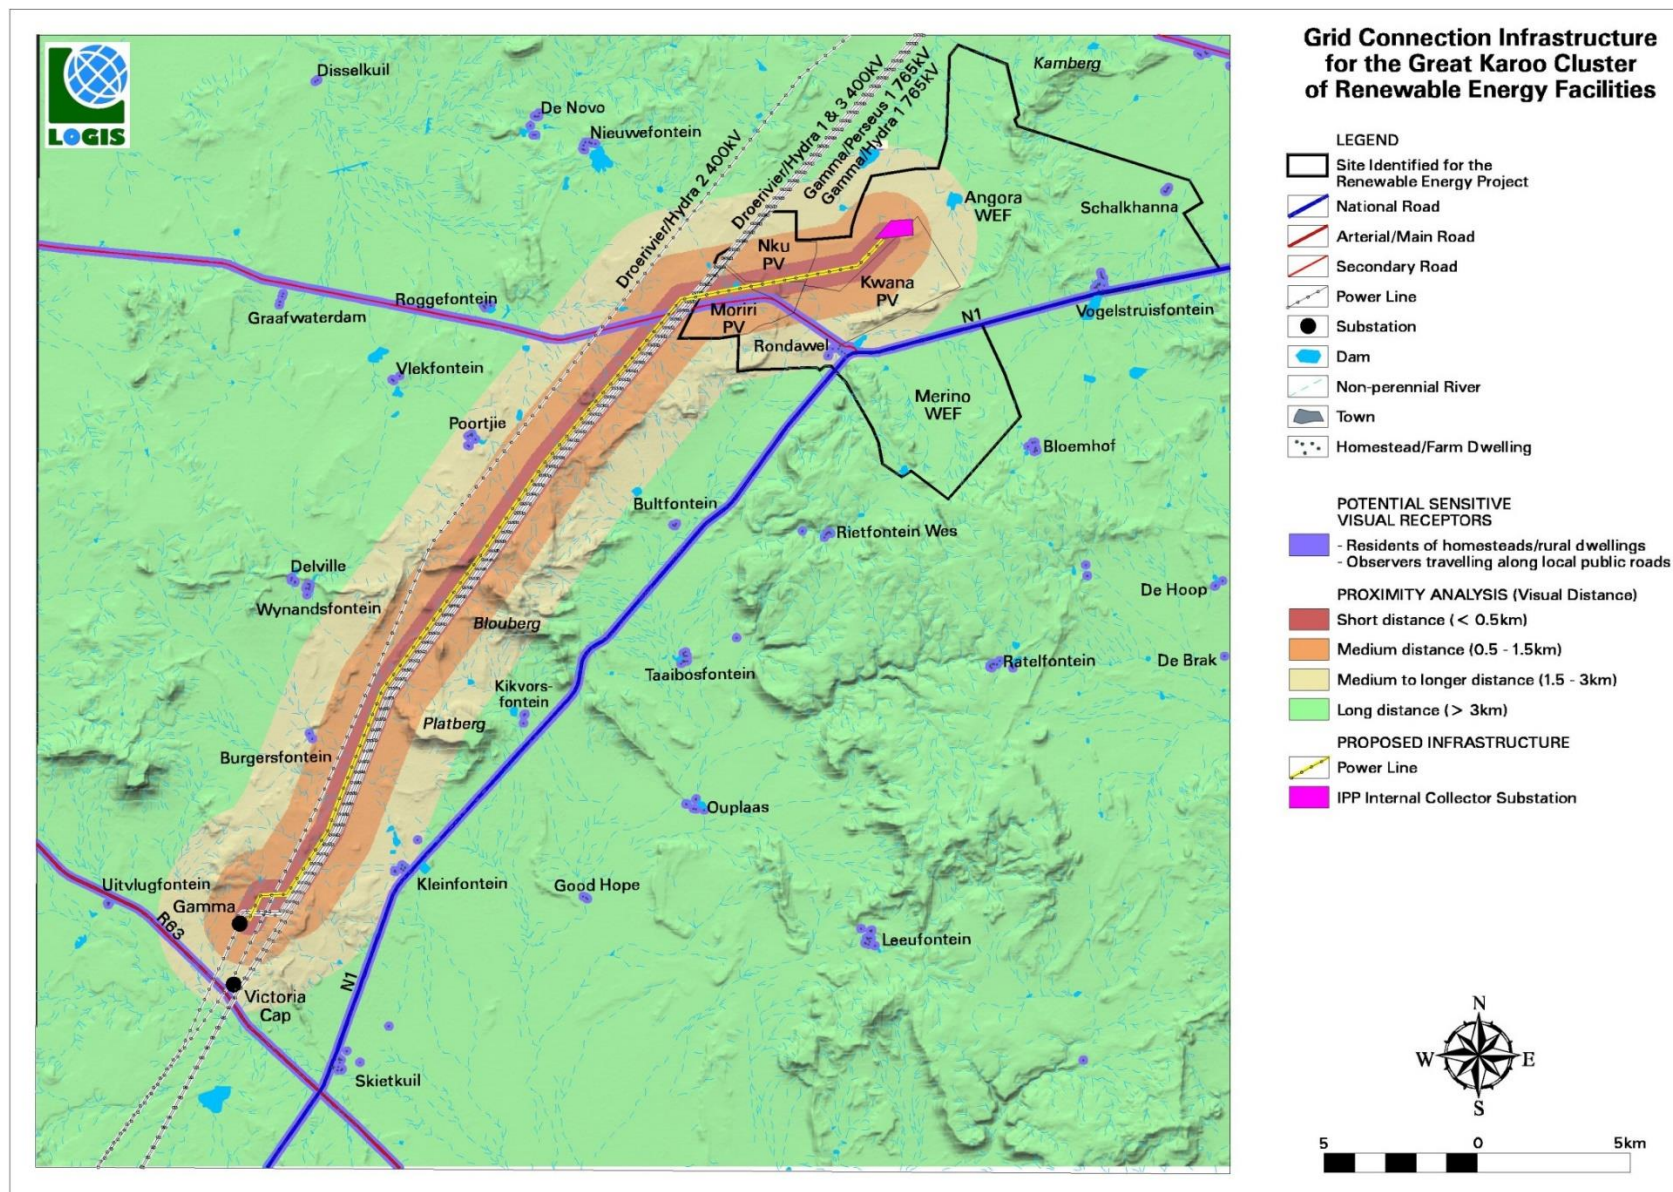 LOGIS
Disselkuil
De Novo
Nieuwefontein
Droerivier/Hydra 2 400kV
Droerivier/Hydra 1 & 3 400kV
Gamma/Perseus 1 765kV
Gamma/Hydra 1 765kV
Kamberg
Angora
WEF
Schalkhanna
Nku
PV
Kwana
PV
Moriri
PV
Roggefontein
Graafwaterdam
Vogelstruisfontein
N1
Rondawel
Vlekfontein
Merino
WEF
Poortjie
Bloemhof
Bultfontein
Rietfontein Wes
Delville
Wynandsfontein
De Hoop
Blouberg
Taaibosfontein
Ratelfontein
De Brak
Kikvors-
fontein
Platberg
Burgersfontein
Ouplaas
Uitvlugfontein
Gamma
Kleinfontein
Good Hope
R63
Leeufontein
N1
Victoria
Cap
Skietkuil
Grid Connection Infrastructure
for the Great Karoo Cluster
of Renewable Energy Facilities
LEGEND
Site Identified for the
Renewable Energy Project
National Road
Arterial/Main Road
Secondary Road
Power Line
Substation
Dam
Non-perennial River
Town
Homestead/Farm Dwelling
POTENTIAL SENSITIVE
VISUAL RECEPTORS
- Residents of homesteads/rural dwellings
- Observers travelling along local public roads
PROXIMITY ANALYSIS (Visual Distance)
Short distance (< 0.5km)
Medium distance (0.5 - 1.5km)
Medium to longer distance (1.5 - 3km)
Long distance (> 3km)
PROPOSED INFRASTRUCTURE
Power Line
IPP Internal Collector Substation
N
W E
S
5 0 5km